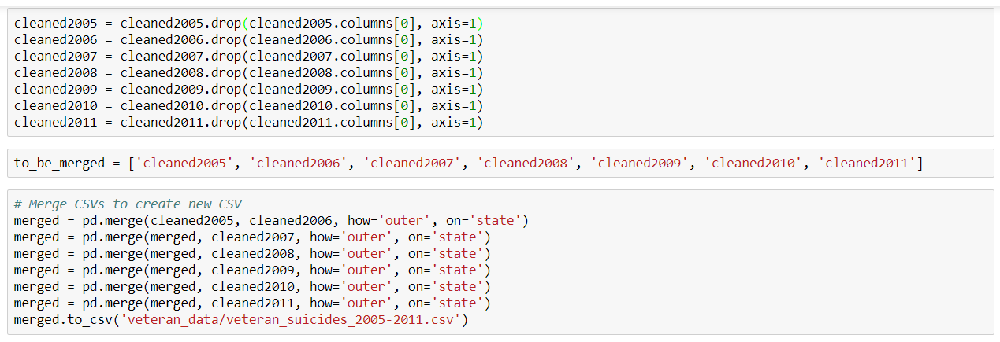 cleaned2005 = cleaned2005.drop(cleaned2005.columns[0], axis=1)
cleaned2006 = cleaned2006.drop(cleaned2006.columns[0], axis=1)
cleaned2007 = cleaned2007.drop(cleaned2007.columns[0], axis=1)
cleaned2008 = cleaned2008.drop(cleaned2008.columns[0], axis=1)
cleaned2009 = cleaned2009.drop(cleaned2009.columns[0], axis=1)
cleaned2010 = cleaned2010.drop(cleaned2010.columns[0], axis=1)
cleaned2011 = cleaned2011.drop(cleaned2011.columns[0], axis=1)
to_be_merged = ['cleaned2005', 'cleaned2006', 'cleaned2007', 'cleaned2008', 'cleaned2009', 'cleaned2010', 'cleaned2011']
# Merge CSVs to create new CSV
merged = pd.merge(cleaned2005, cleaned2006, how='outer', on='state')
merged = pd.merge(merged, cleaned2007, how='outer', on='state')
merged = pd.merge(merged, cleaned2008, how='outer', on='state')
merged = pd.merge(merged, cleaned2009, how='outer', on='state')
merged = pd.merge(merged, cleaned2010, how='outer', on='state')
merged = pd.merge(merged, cleaned2011, how='outer', on='state')
merged.to_csv('veteran_data/veteran_suicides_2005-2011.csv')